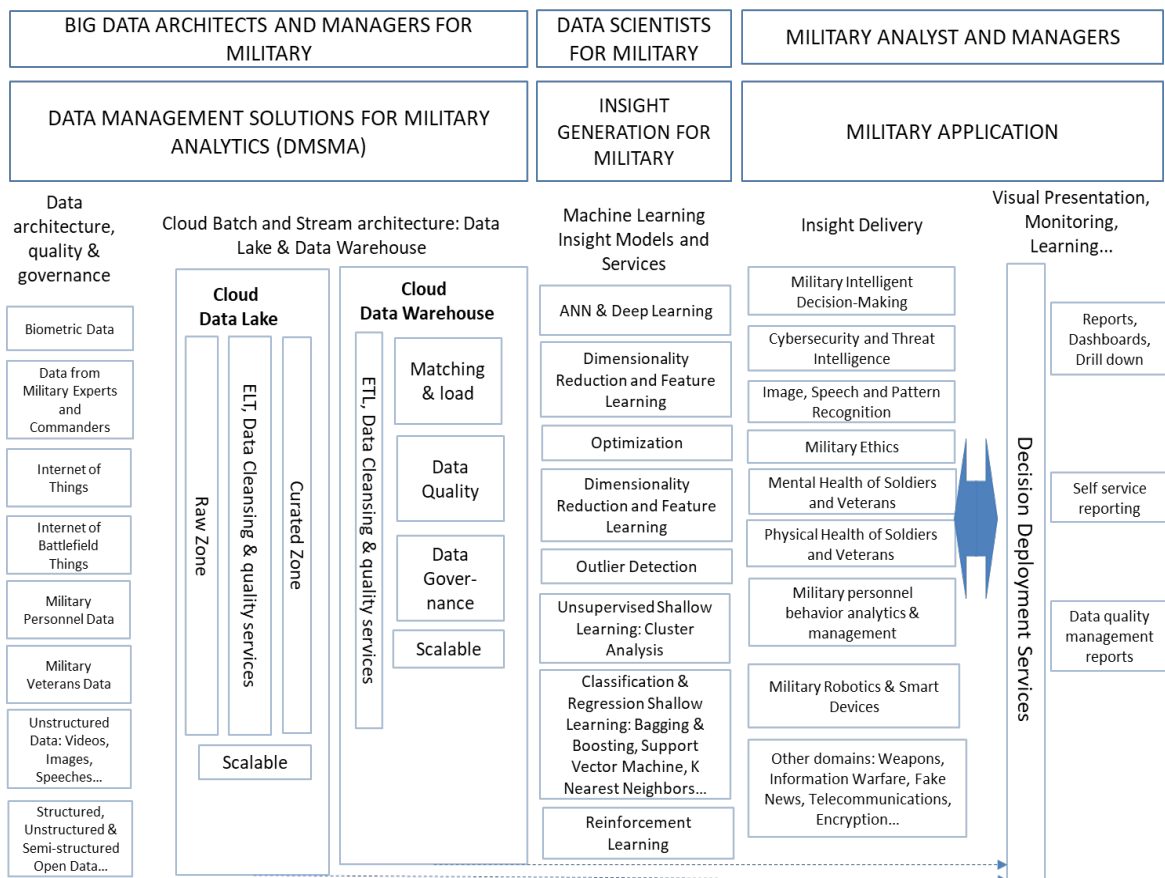 BIG DATA ARCHITECTS AND MANAGERS FOR
MILITARY
DATA SCIENTISTS
FOR MILITARY
MILITARY ANALYST AND MANAGERS
DATA MANAGEMENT SOLUTIONS FOR MILITARY
ANALYTICS (DMSMA)
INSIGHT
GENERATION FOR
MILITARY
MILITARY APPLICATION
Data
architecture,
quality &
governance
Biometric Data
Data from
Military Experts
and
Commanders
Internet of
Things
Internet of
Battlefield
Things
Military
Personnel Data
Military
Veterans Data
Unstructured
Data: Videos,
Images,
Speeches...
Structured,
Unstructured &
Semi-structured
Open Data...
Cloud Batch and Stream architecture: Data
Lake & Data Warehouse
Cloud
Data Lake
Raw Zone
ELT, Data Cleansing & quality services
Curated Zone
Scalable
Cloud
Data Warehouse
ETL, Data Cleansing & quality services
Matching
& load
Data
Quality
Data
Gover-
nance
Scalable
Machine Learning
Insight Models and
Services
ANN & Deep Learning
Dimensionality
Reduction and Feature
Learning
Optimization
Dimensionality
Reduction and Feature
Learning
Outlier Detection
Unsupervised Shallow
Learning: Cluster
Analysis
Classification &
Regression Shallow
Learning: Bagging &
Boosting, Support
Vector Machine, K
Nearest Neighbors...
Reinforcement
Learning
Insight Delivery
Military Intelligent
Decision-Making
Cybersecurity and Threat
Intelligence
Image, Speech and Pattern
Recognition
Military Ethics
Mental Health of Soldiers
and Veterans
Physical Health of Soldiers
and Veterans
Military personnel
behavior analytics &
management
Military Robotics & Smart
Devices
Other domains: Weapons,
Information Warfare, Fake
News, Telecommunications,
Encryption...
Visual Presentation,
Monitoring,
Learning...
Decision Deployment Services
Reports,
Dashboards,
Drill down
Self service
reporting
Data quality
management
reports